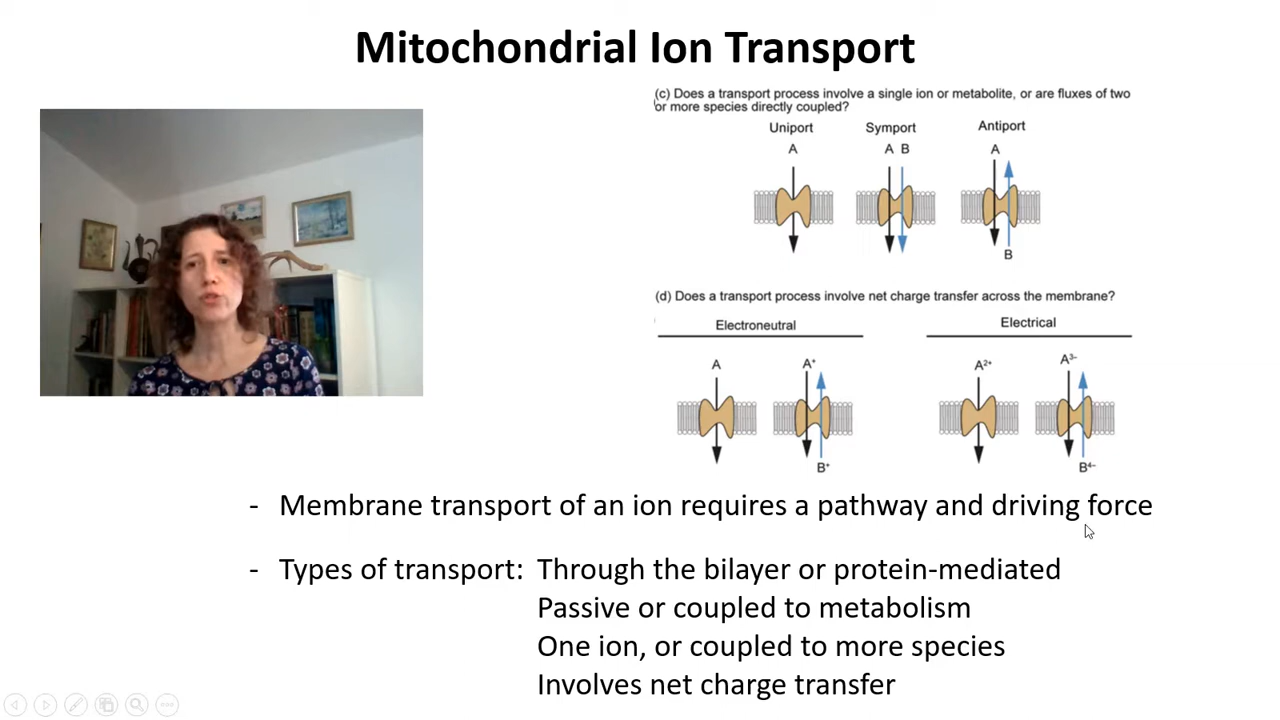 Mitochondrial Ion Transport
(c) Does a transport process involve a single ion or metabolite, or are fluxes of two
or more species directly coupled?
Uniport Symport Antiport
A A B A
B
(d) Does a transport process involve net charge transfer across the membrane?
Electroneutral Electrical
A A⁺ A²⁺ A³⁻
B⁺ B⁴⁻
- Membrane transport of an ion requires a pathway and driving force
- Types of transport: Through the bilayer or protein-mediated
Passive or coupled to metabolism
One ion, or coupled to more species
Involves net charge transfer